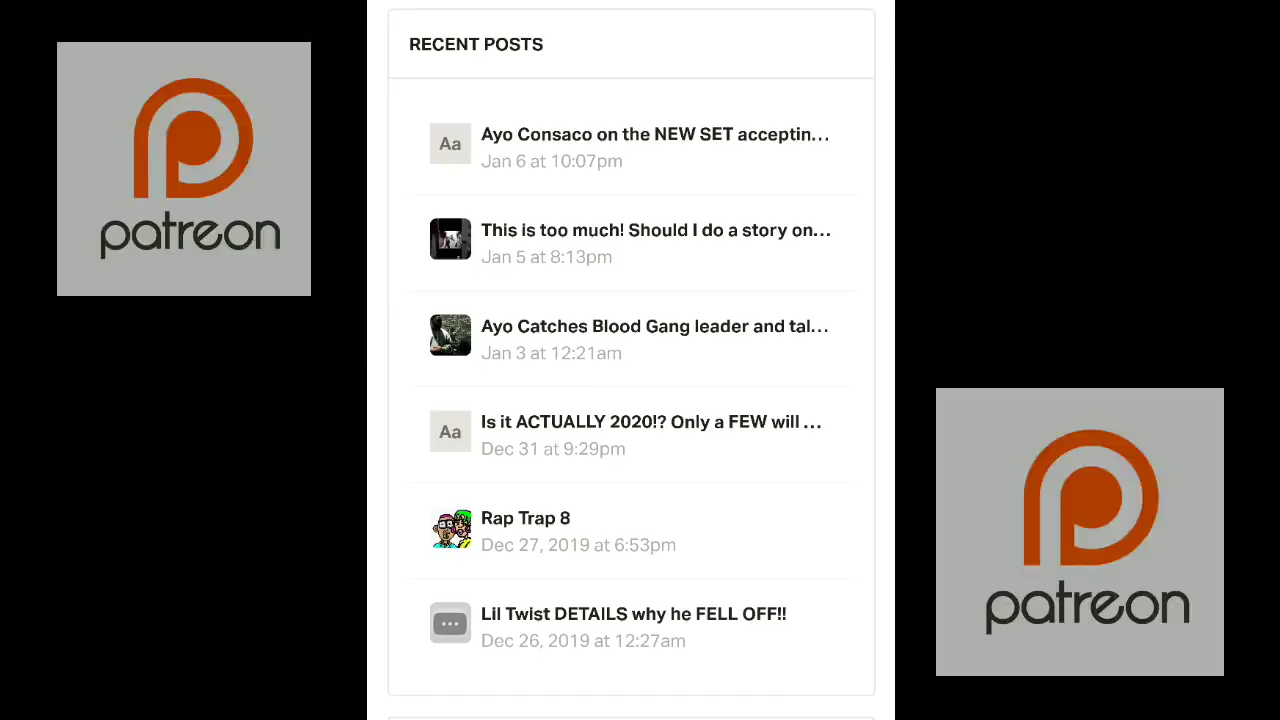 patreon
RECENT POSTS
Aa
Ayo Consaco on the NEW SET acceptin...
Jan 6 at 10:07pm
This is too much! Should I do a story on...
Jan 5 at 8:13pm
Ayo Catches Blood Gang leader and tal...
Jan 3 at 12:21am
Aa
Is it ACTUALLY 2020!? Only a FEW will ...
Dec 31 at 9:29pm
Rap Trap 8
Dec 27, 2019 at 6:53pm
Lil Twist DETAILS why he FELL OFF!!
Dec 26, 2019 at 12:27am
patreon